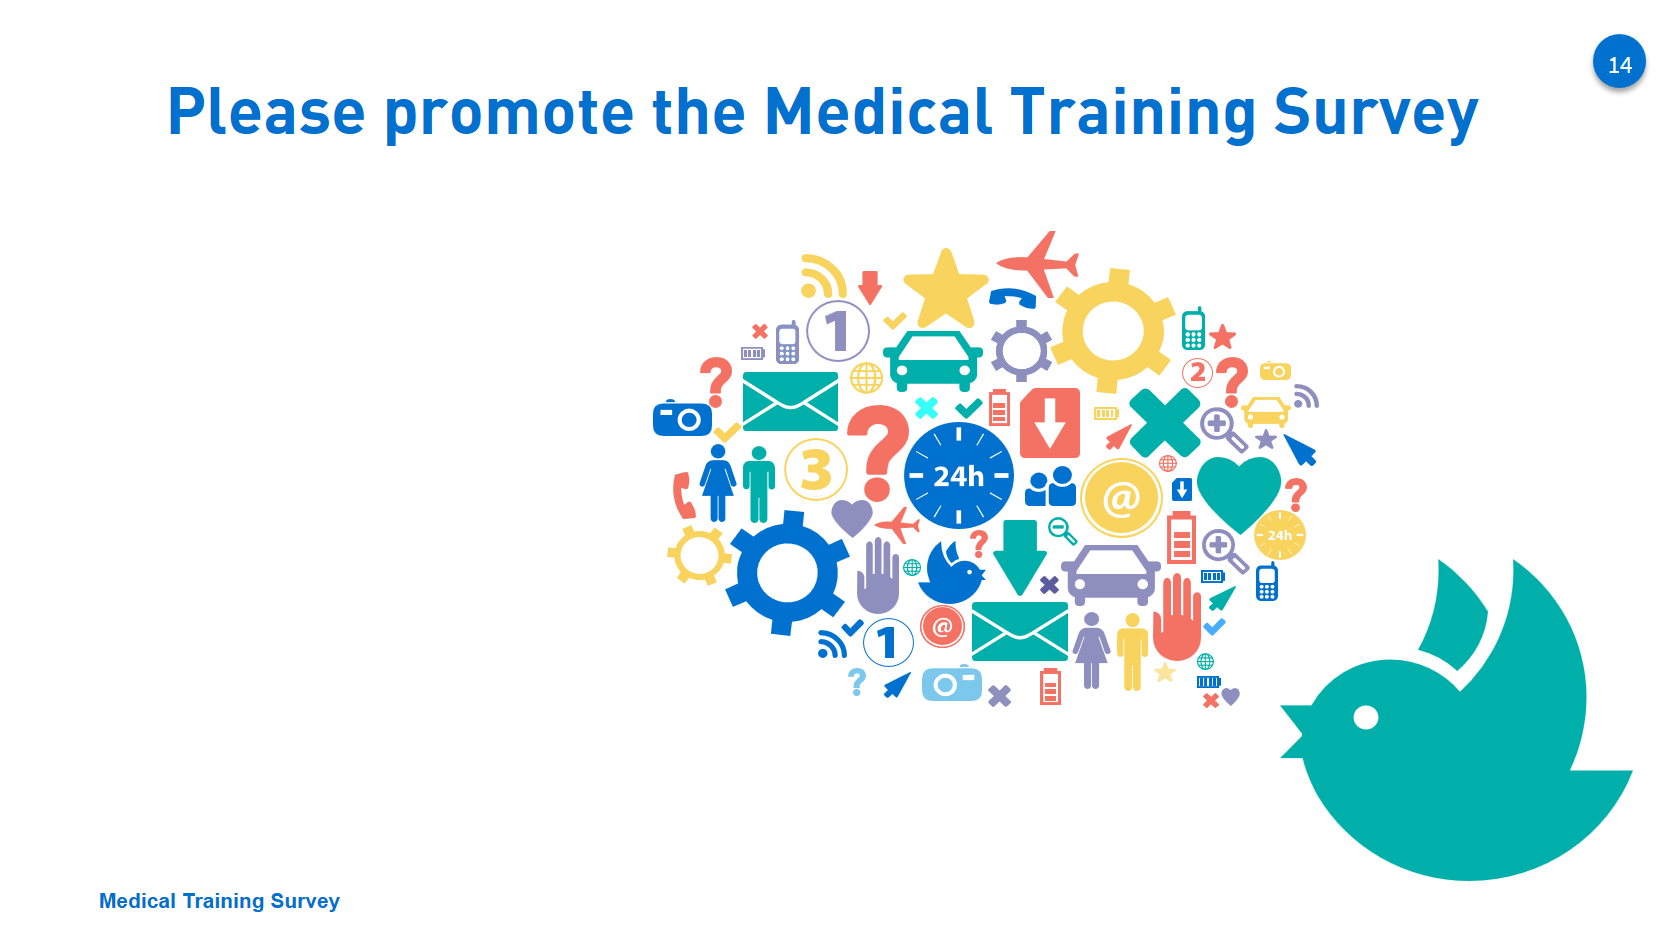 14
Please promote the Medical Training Survey
1
2
3
24h
@
24h
@
1
Medical Training Survey